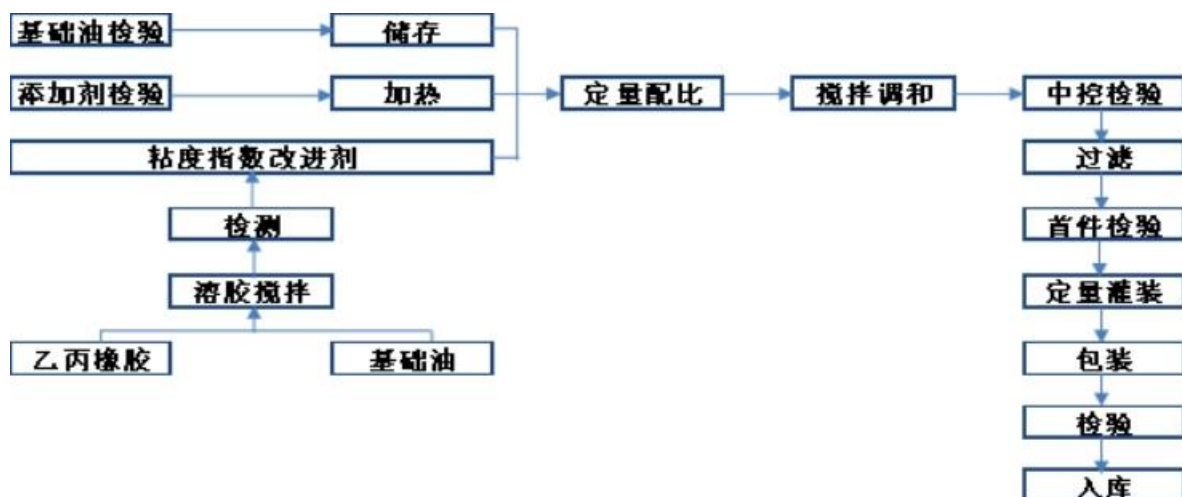 基础油检验
储存
添加剂检验
加热
定量配比
搅拌调和
中控检验
粘度指数改进剂
过滤
检测
首件检验
溶胶搅拌
定量灌装
乙丙橡胶
基础油
包装
检验
入库